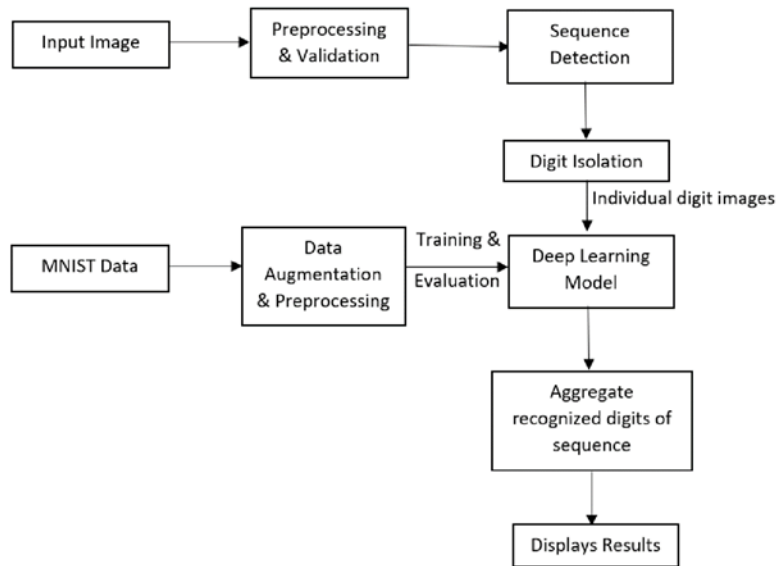 Input Image
Preprocessing
& Validation
Sequence
Detection
Digit Isolation
Individual digit images
MNIST Data
Data
Augmentation
& Preprocessing
Training &
Evaluation
Deep Learning
Model
Aggregate
recognized digits of
sequence
Displays Results